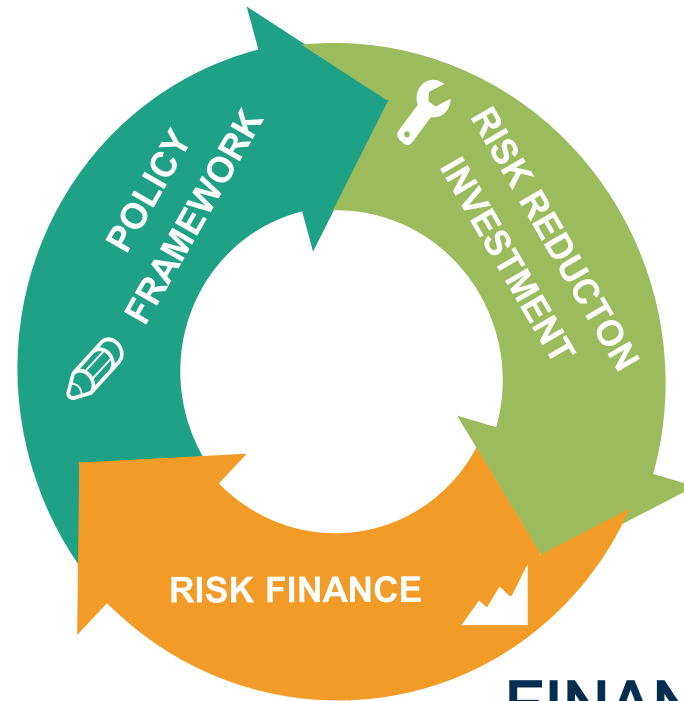 POLICY
FRAMEWORK
RISK REDUCTON
INVESTMENT
RISK FINANCE